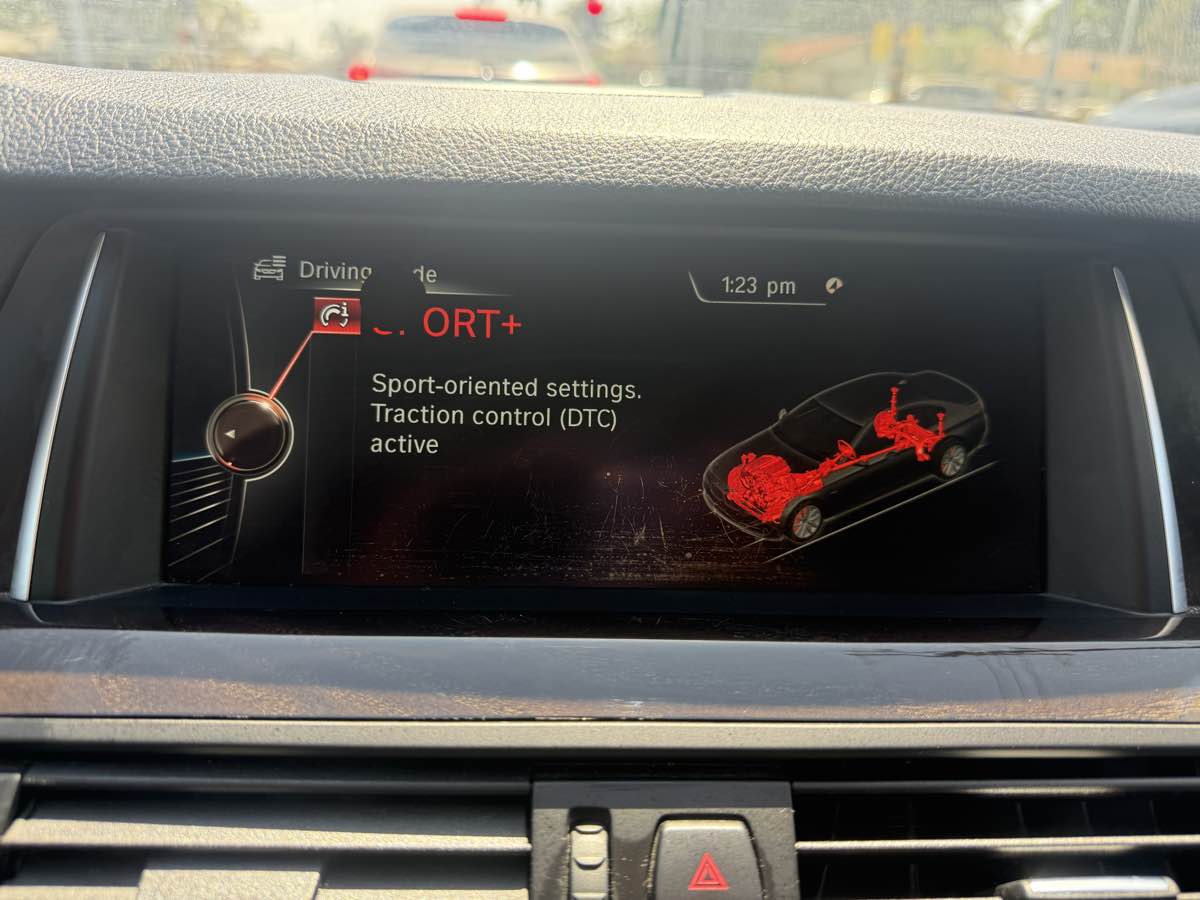 Driving
1:23 pm
ORT+
Sport-oriented settings.
Traction control (DTC)
active